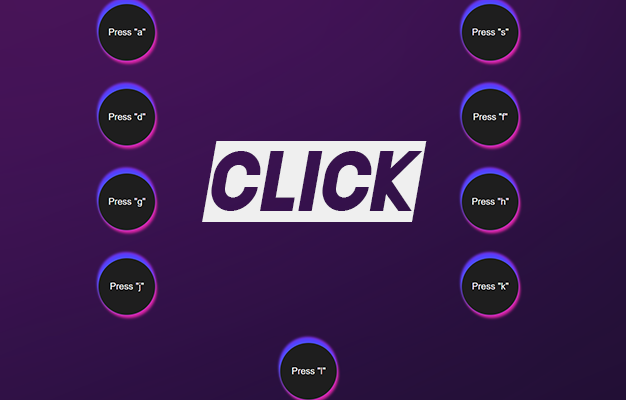 Press "a"
Press "s"
Press "d"
Press "f"
CLICK
Press "g"
Press "h"
Press "j"
Press "k"
Press "l"